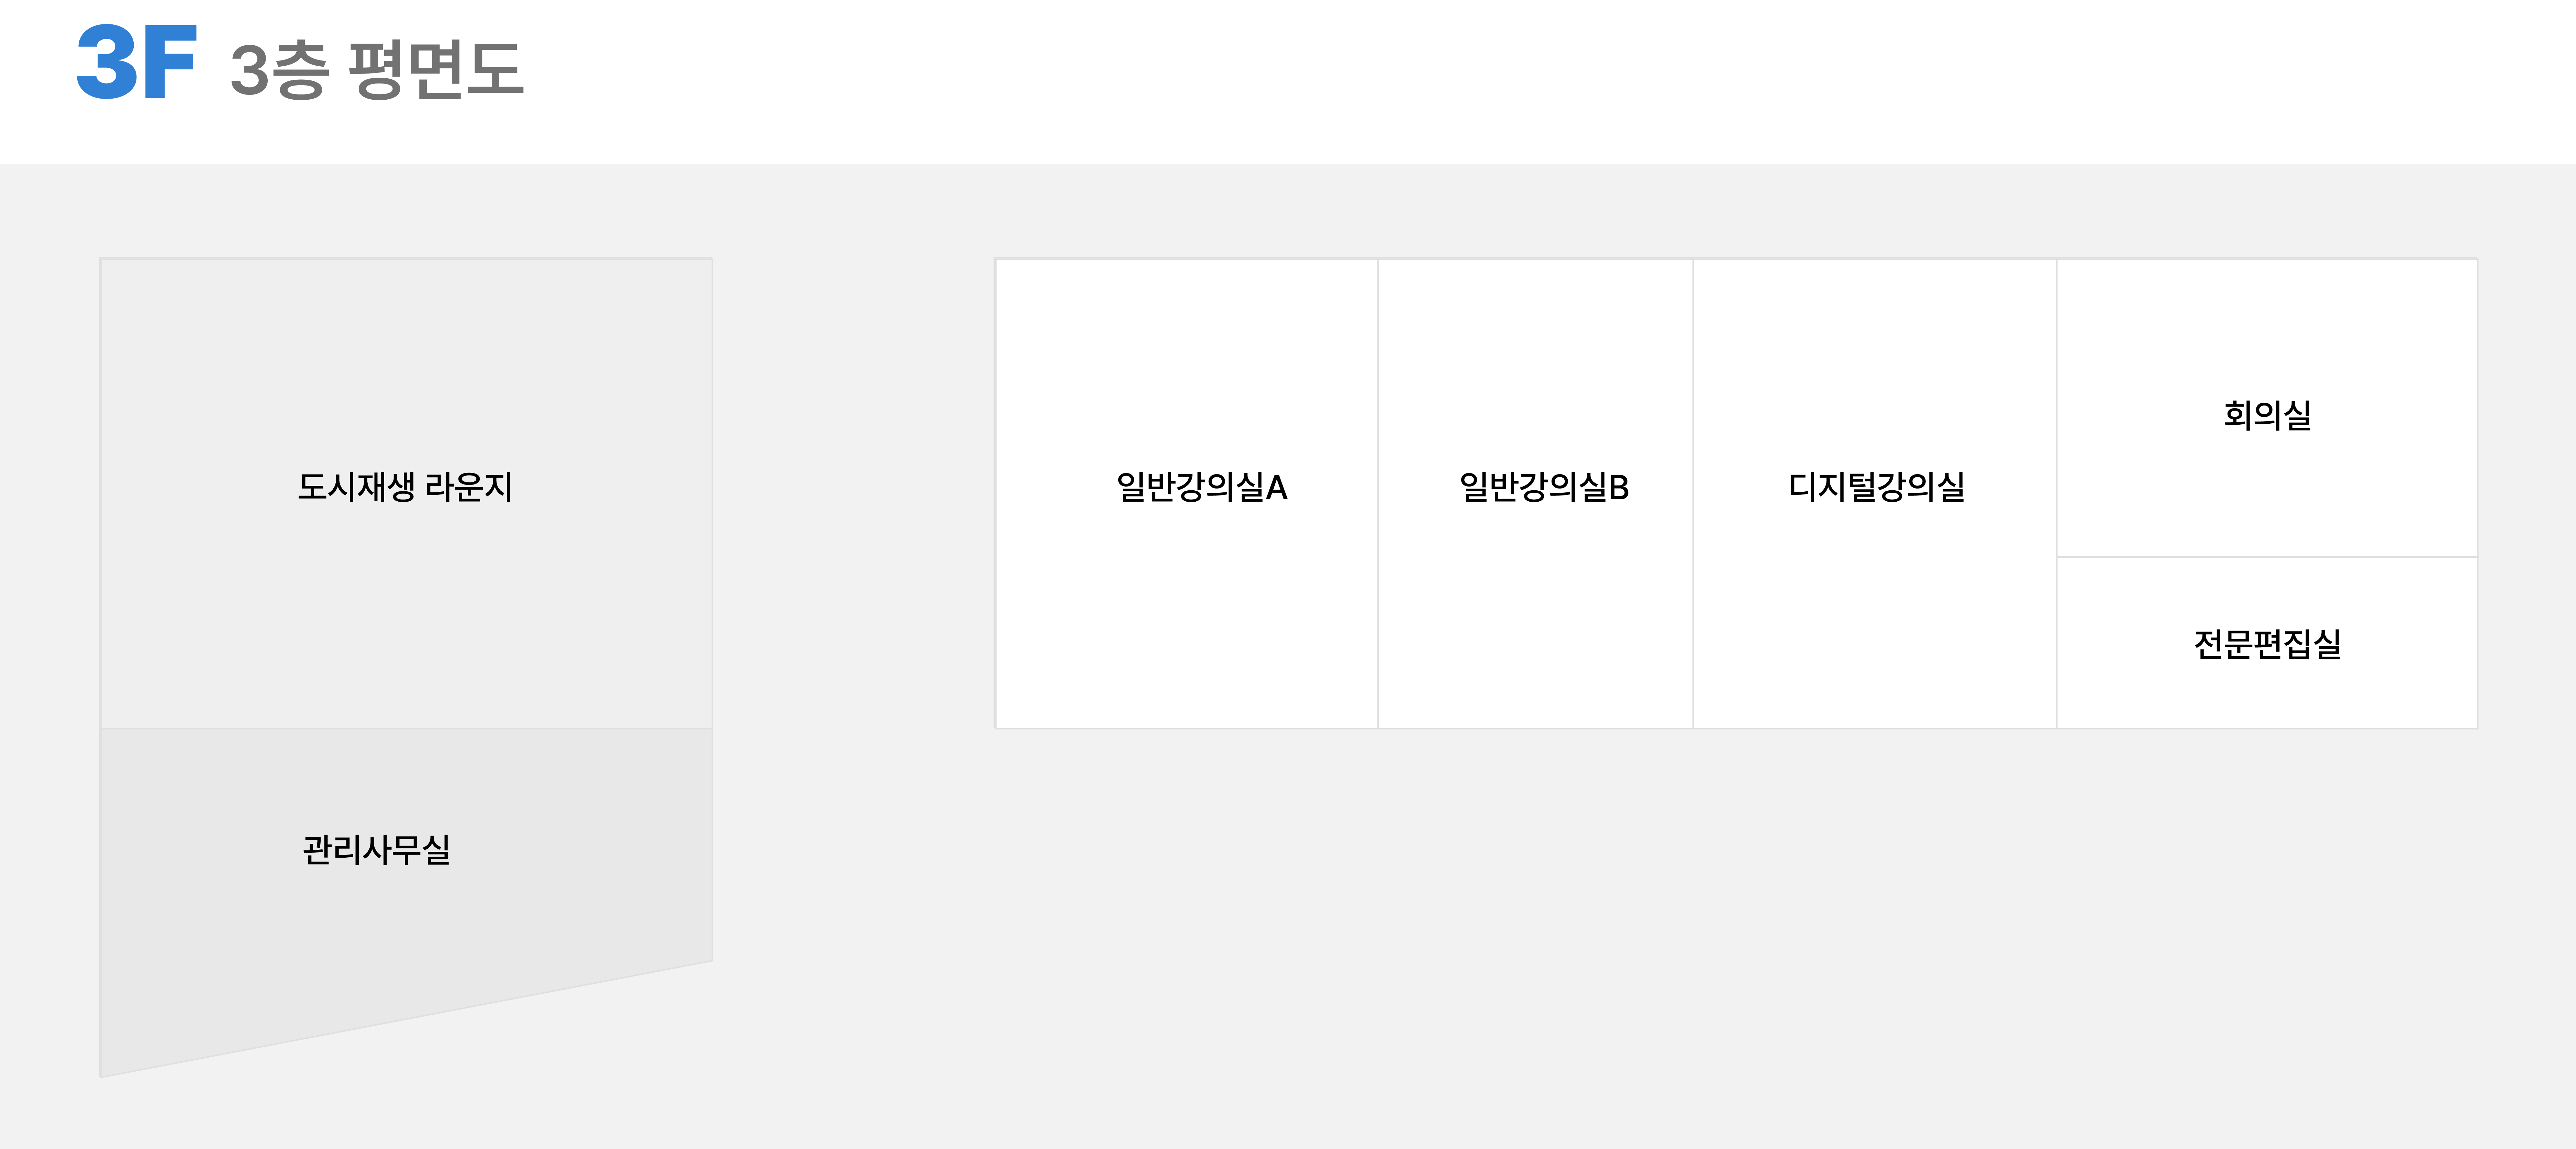 3F 3층 평면도
도시재생 라운지
관리사무실
일반강의실A
일반강의실B
디지털강의실
회의실
전문편집실